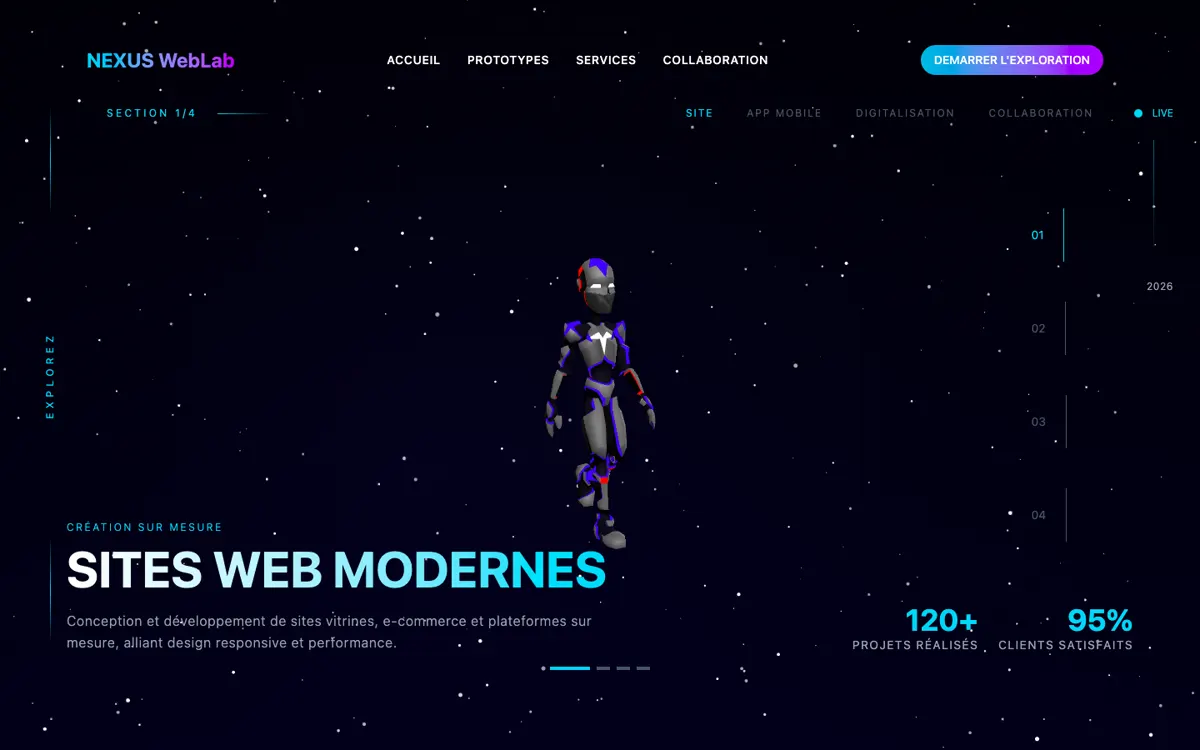 NEXUS WebLab
ACCUEIL PROTOTYPES SERVICES COLLABORATION
DEMARRER L'EXPLORATION
SECTION 1/4
SITE APP MOBILE DIGITALISATION COLLABORATION LIVE
01
2026
02
03
04
EXPLOREZ
CRÉATION SUR MESURE
SITES WEB MODERNES
Conception et développement de sites vitrines, e-commerce et plateformes sur
mesure, alliant design responsive et performance.
120+
PROJETS RÉALISÉS
95%
CLIENTS SATISFAITS